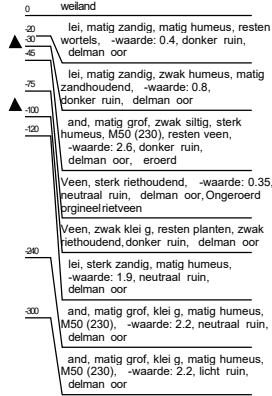 0 weiland
-20
lei, matig zandig, matig humeus, resten
-30
wortels, -waarde: 0.4, donker ruin,
-45
delman oor
lei, matig zandig, zwak humeus, matig
-75
zandhoudend, -waarde: 0.8,
donker ruin, delman oor
-100
and, matig grof, zwak siltig, sterk
-120
humeus, M50 (230), resten veen,
-waarde: 2.6, donker ruin,
delman oor, eroerd
Veen, sterk riethoudend, -waarde: 0.35,
neutraal ruin, delman oor, Ongeroerd
orgineelrietveen
Veen, zwak klei g, resten planten, zwak
riethoudend, donker ruin, delman oor
-240
lei, sterk zandig, matig humeus,
-waarde: 1.9, neutraal ruin,
delman oor
-300
and, matig grof, klei g, matig humeus,
M50 (230), -waarde: 2.2, neutraal ruin,
delman oor
and, matig grof, klei g, matig humeus,
M50 (230), -waarde: 2.2, licht ruin,
delman oor